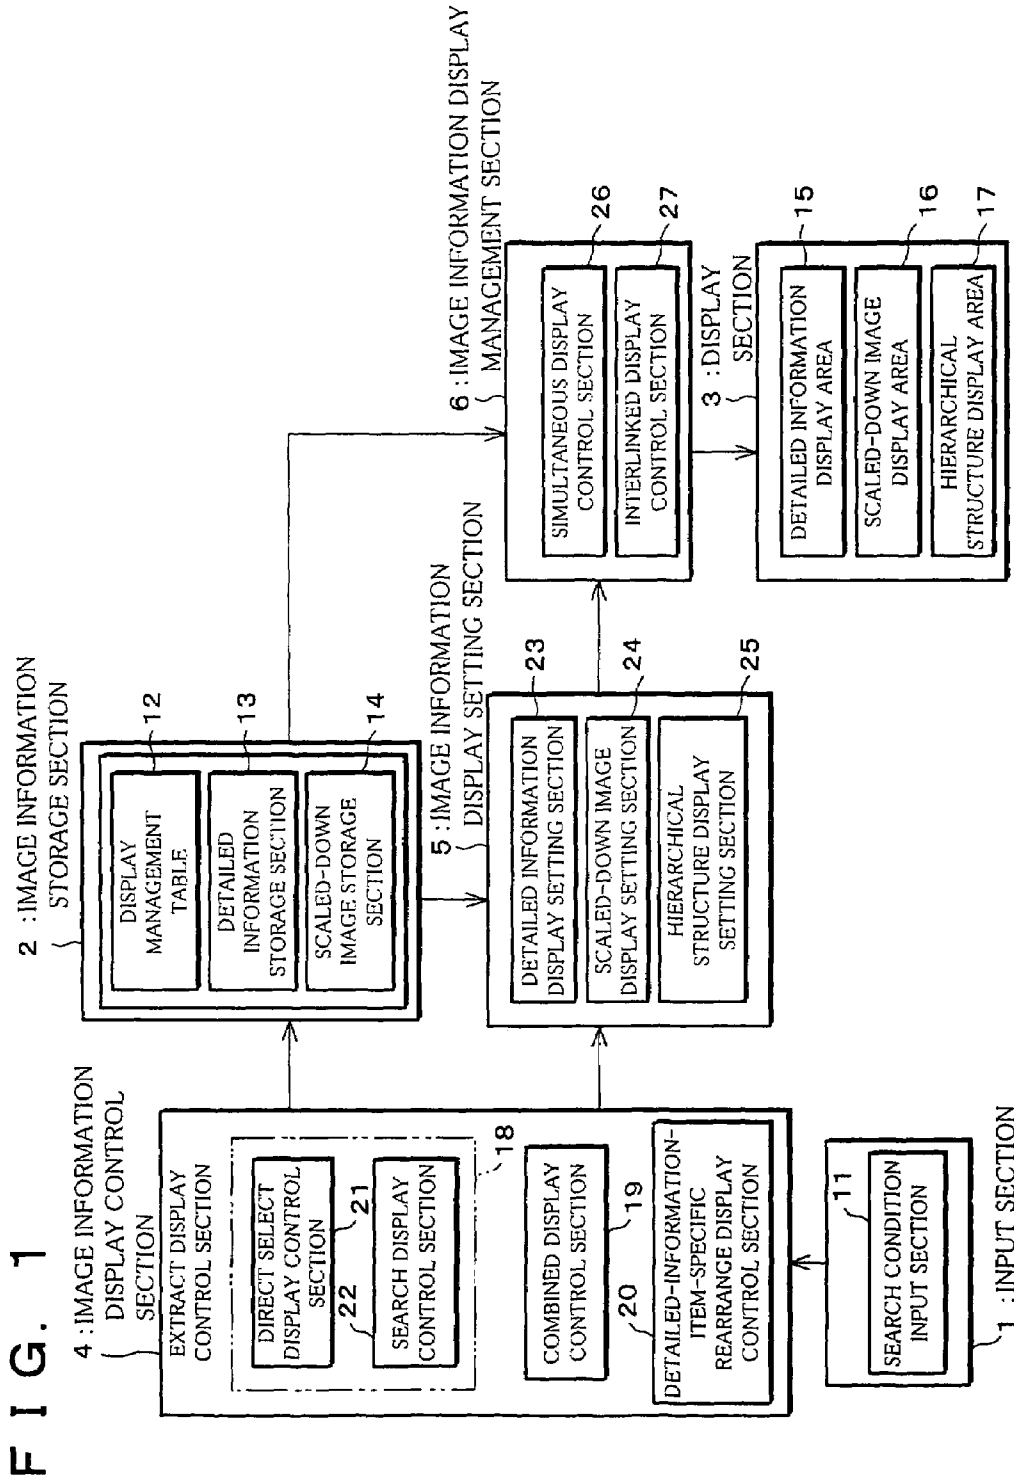 FIG. 1
4 : IMAGE INFORMATION
DISPLAY CONTROL
SECTION
EXTRACT DISPLAY
CONTROL SECTION
DIRECT SELECT
DISPLAY CONTROL
SECTION
21
22
SEARCH DISPLAY
CONTROL SECTION
18
COMBINED DISPLAY
CONTROL SECTION
19
20
DETAILED-INFORMATION-
ITEM-SPECIFIC
REARRANGE DISPLAY
CONTROL SECTION
11
SEARCH CONDITION
INPUT SECTION
1 : INPUT SECTION
2 : IMAGE INFORMATION
STORAGE SECTION
DISPLAY
MANAGEMENT
TABLE
12
DETAILED
INFORMATION
STORAGE SECTION
13
SCALED-DOWN
IMAGE STORAGE
SECTION
14
5 : IMAGE INFORMATION
DISPLAY SETTING SECTION
DETAILED INFORMATION
DISPLAY SETTING SECTION
23
SCALED-DOWN IMAGE
DISPLAY SETTING SECTION
24
HIERARCHICAL
STRUCTURE DISPLAY
SETTING SECTION
25
6 : IMAGE INFORMATION DISPLAY
MANAGEMENT SECTION
SIMULTANEOUS DISPLAY
CONTROL SECTION
26
INTERLINKED DISPLAY
CONTROL SECTION
27
3 : DISPLAY
SECTION
DETAILED INFORMATION
DISPLAY AREA
15
SCALED-DOWN IMAGE
DISPLAY AREA
16
HIERARCHICAL
STRUCTURE DISPLAY AREA
17